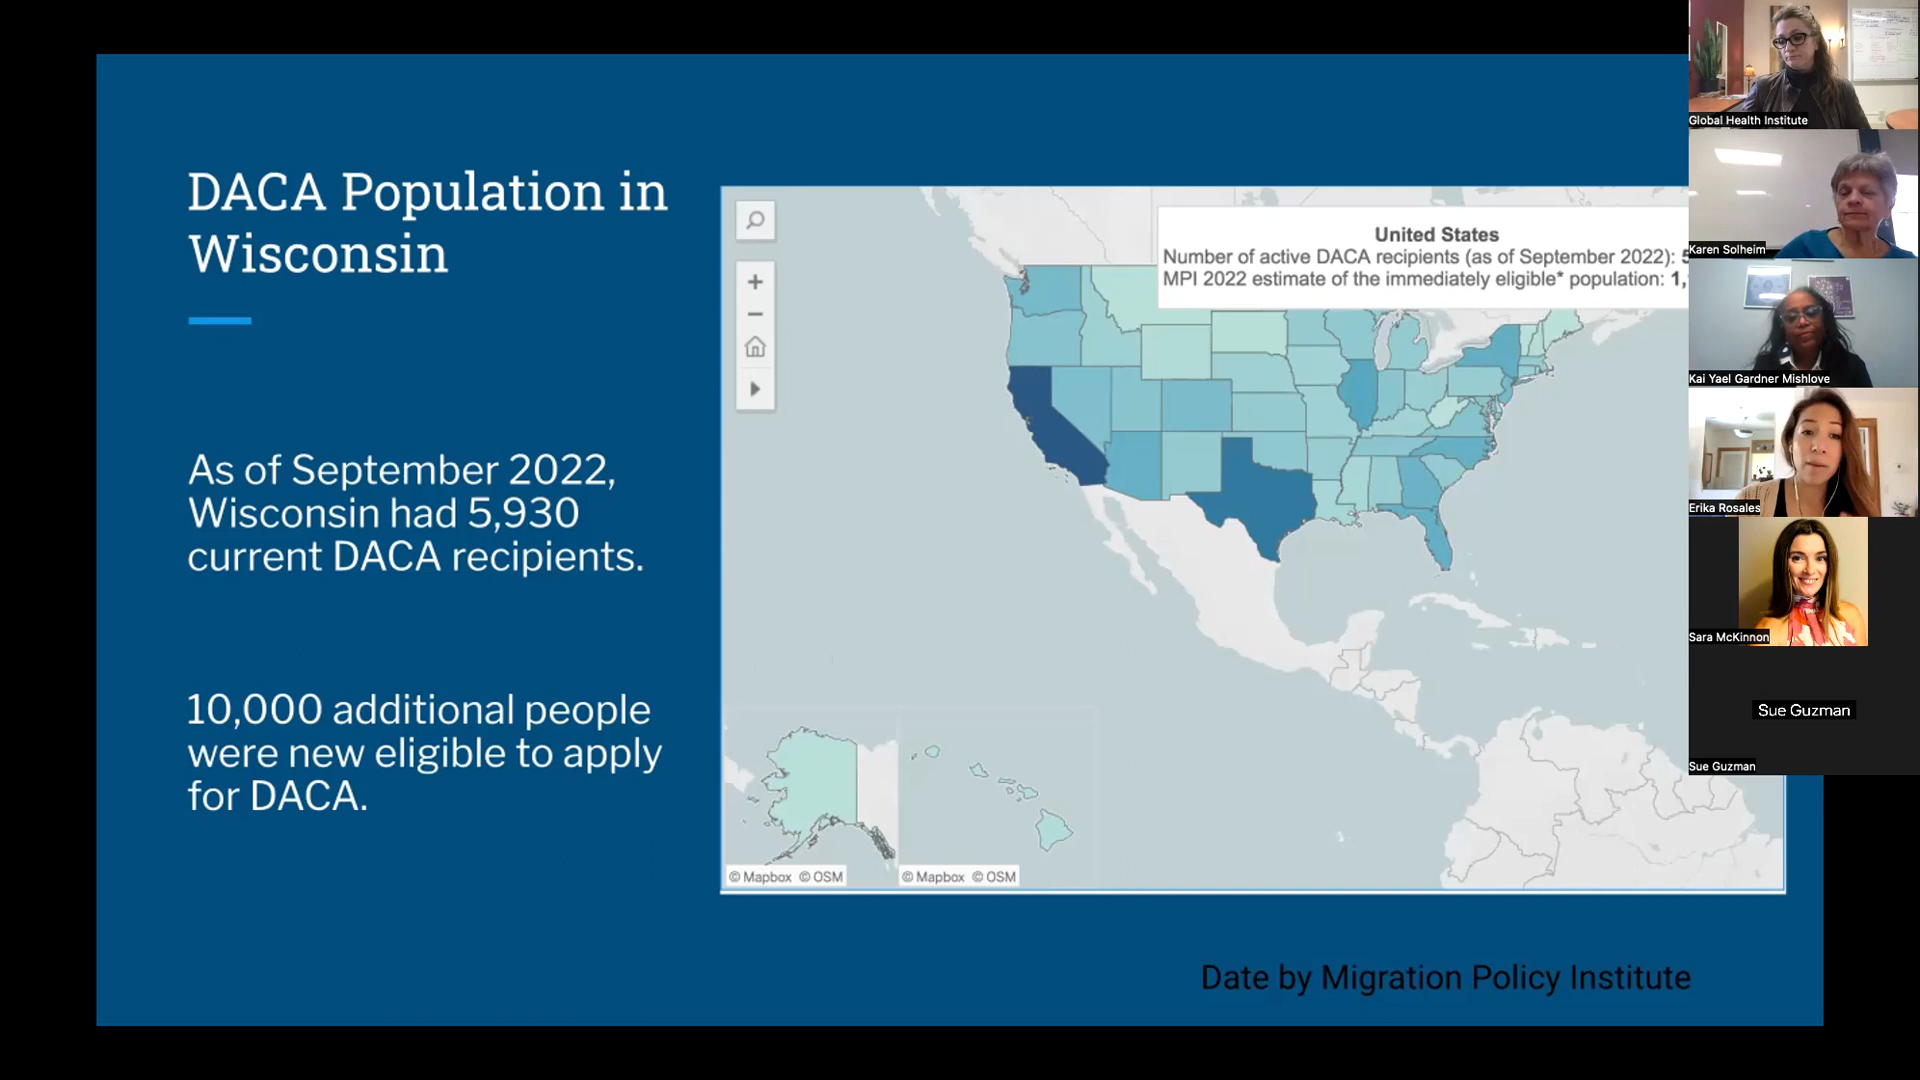 DACA Population in
Wisconsin
As of September 2022,
Wisconsin had 5,930
current DACA recipients.
10,000 additional people
were new eligible to apply
for DACA.
United States
Number of active DACA recipients (as of September 2022): 5
MPI 2022 estimate of the immediately eligible* population: 1,
© Mapbox © OSM
© Mapbox © OSM
Date by Migration Policy Institute
Global Health Institute
Karen Solheim
Kai Yael Gardner Mishlove
Erika Rosales
Sara McKinnon
Sue Guzman
Sue Guzman